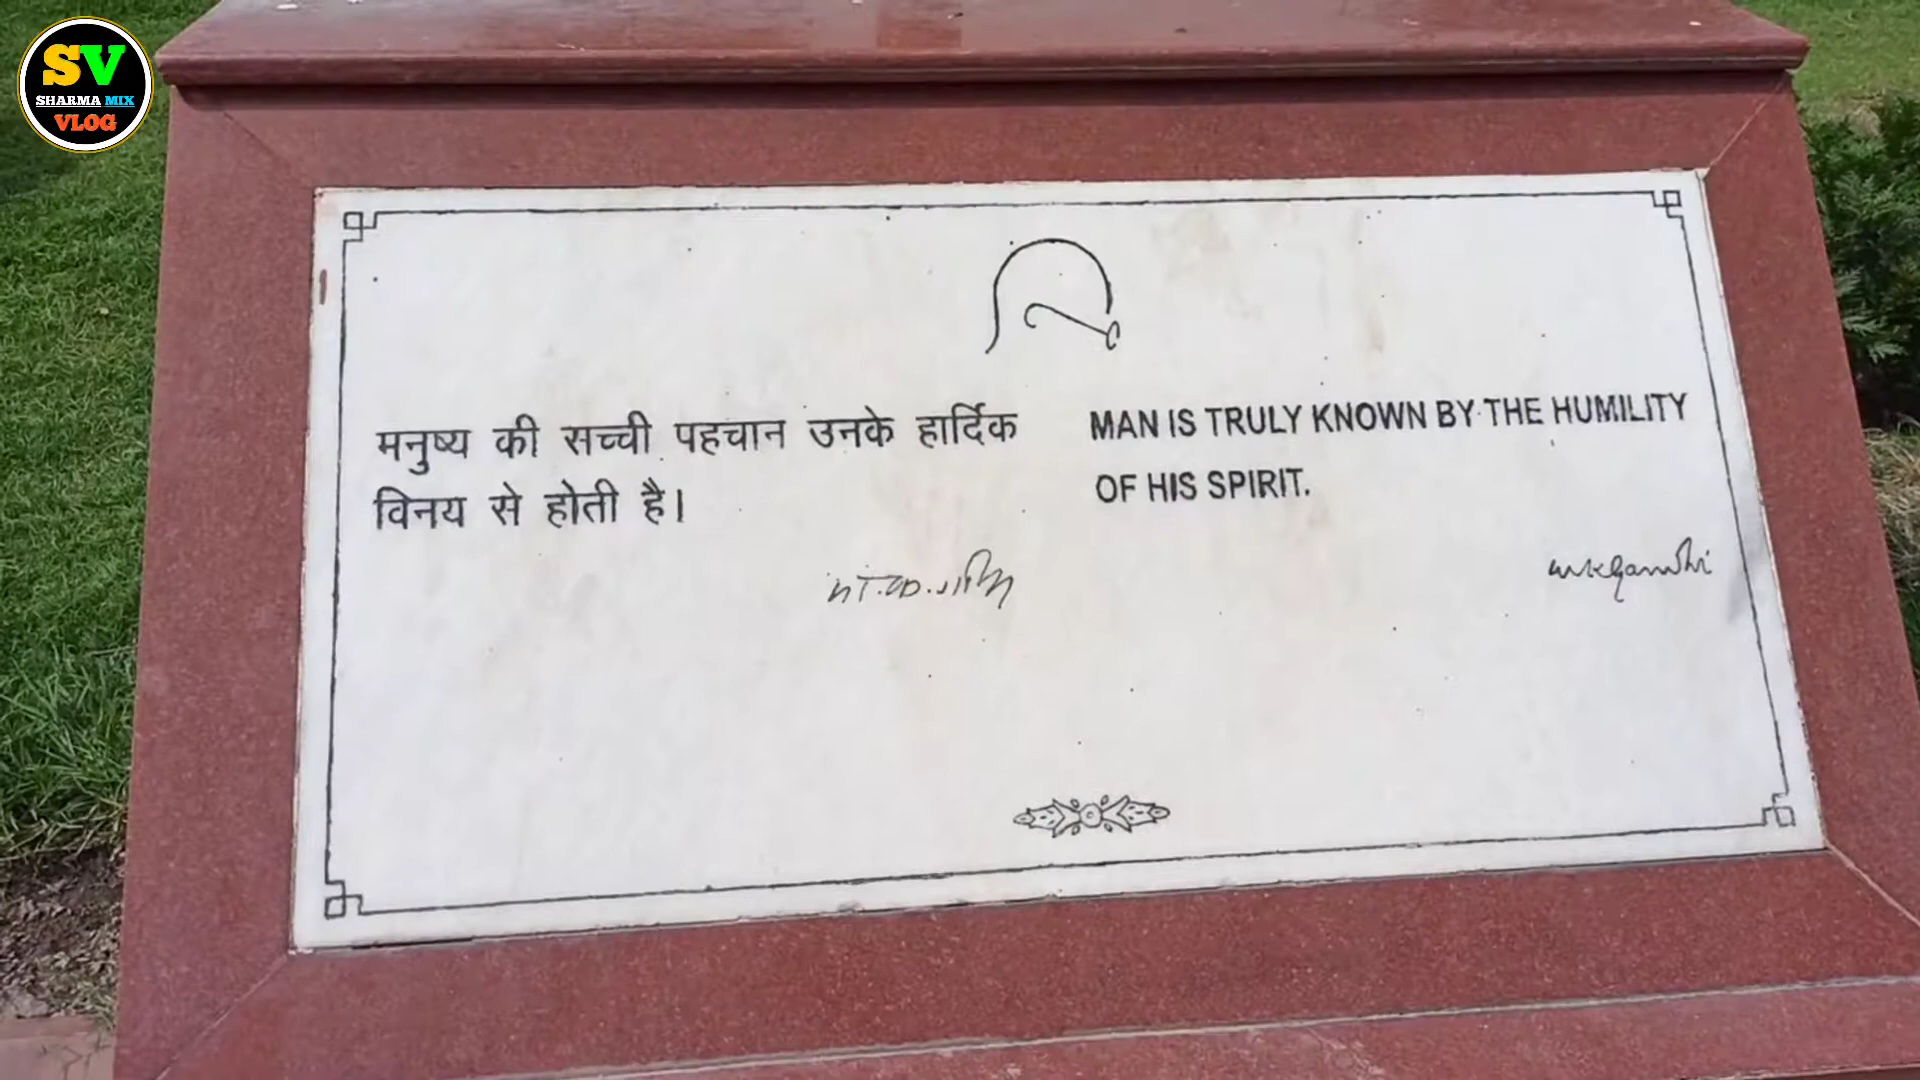 SV
SHARMA MIX
VLOG
मनुष्य की सच्ची पहचान उनके हार्दिक
विनय से होती है।
MAN IS TRULY KNOWN BY THE HUMILITY
OF HIS SPIRIT.
mkgandhi